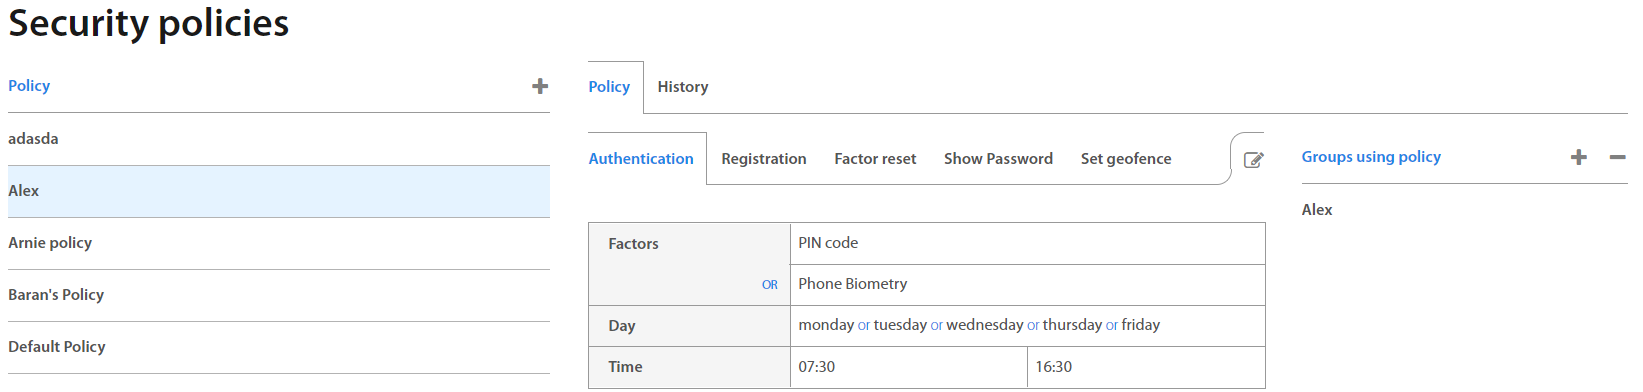 Security policies
Policy
adasda
Alex
Arnie policy
Baran's Policy
Default Policy
Policy History
Authentication Registration Factor reset Show Password Set geofence
Factors PIN code
OR Phone Biometry
Day monday or tuesday or wednesday or thursday or friday
Time 07:30 16:30
Groups using policy
Alex